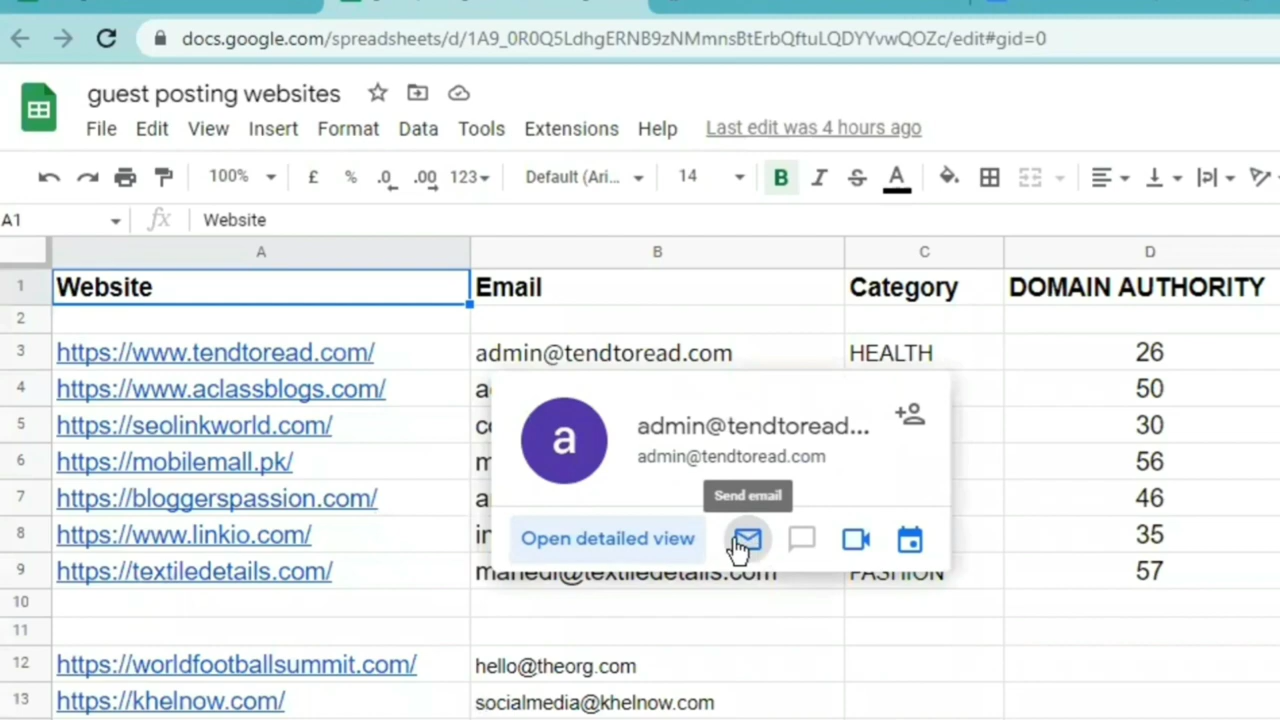 docs.google.com/spreadsheets/d/1A9_0R0Q5LdhgERNB9zNMmnsBtErbQftuLQDYYvwQOZc/edit#gid=0
guest posting websites
File Edit View Insert Format Data Tools Extensions Help Last edit was 4 hours ago
100% £ % .0 .00 123 Default (Ari... 14 B I S A
A1 fx Website
A B C D
1 Website Email Category DOMAIN AUTHORITY
2
3 https://www.tendtoread.com/ admin@tendtoread.com HEALTH 26
4 https://www.aclassblogs.com/ 50
a admin@tendtoread...
5 https://seolinkworld.com/ 30
admin@tendtoread.com
6 https://mobilemall.pk/ 56
Send email
7 https://bloggerspassion.com/ 46
8 https://www.linkio.com/ 35
Open detailed view
9 https://textiledetails.com/ mahedi@textiledetails.com FASHION 57
10
11
12 https://worldfootballsummit.com/ hello@theorg.com
13 https://khelnow.com/ socialmedia@khelnow.com